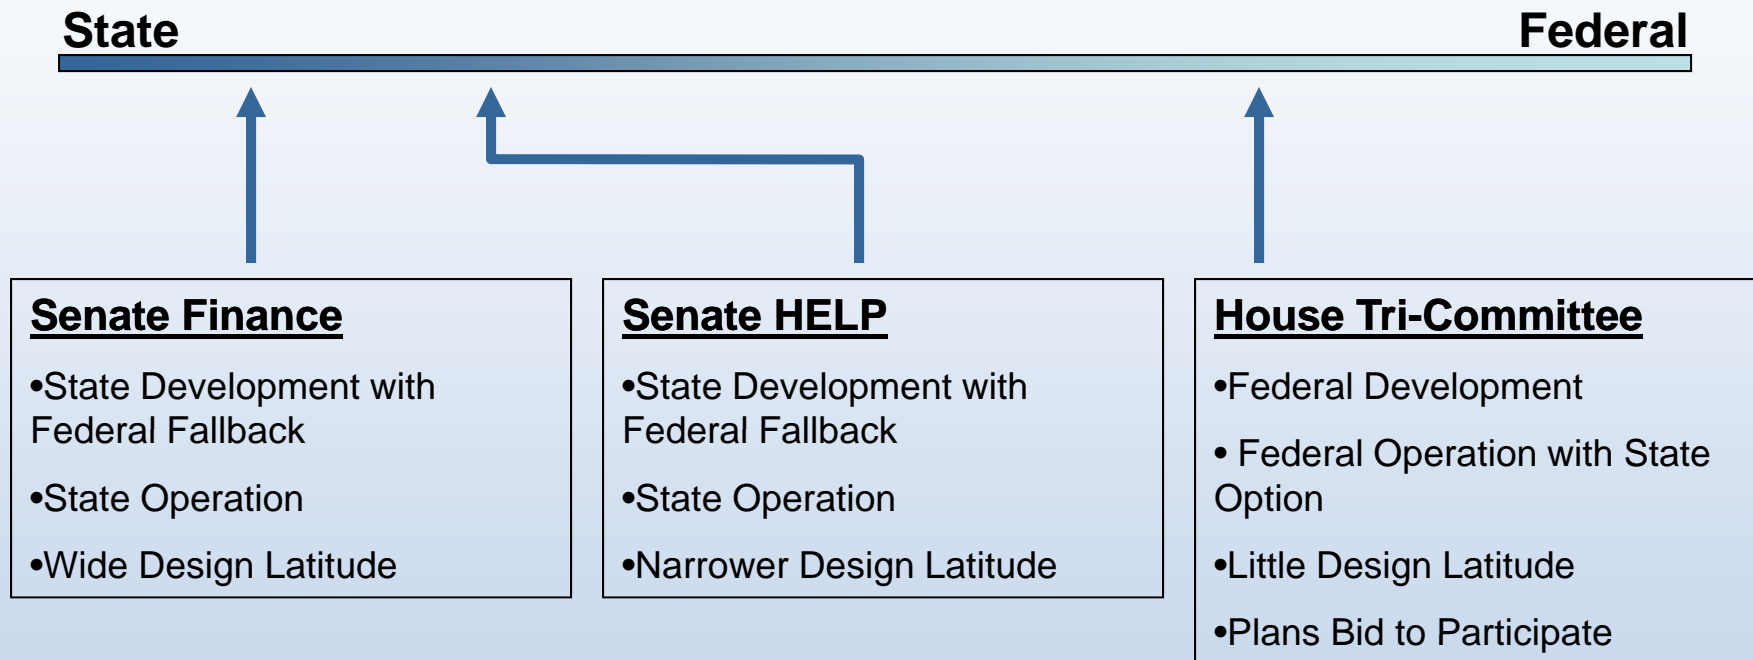 State
Federal
Senate Finance
•State Development with
Federal Fallback
•State Operation
•Wide Design Latitude
Senate HELP
•State Development with
Federal Fallback
•State Operation
•Narrower Design Latitude
House Tri-Committee
•Federal Development
• Federal Operation with State
Option
•Little Design Latitude
•Plans Bid to Participate